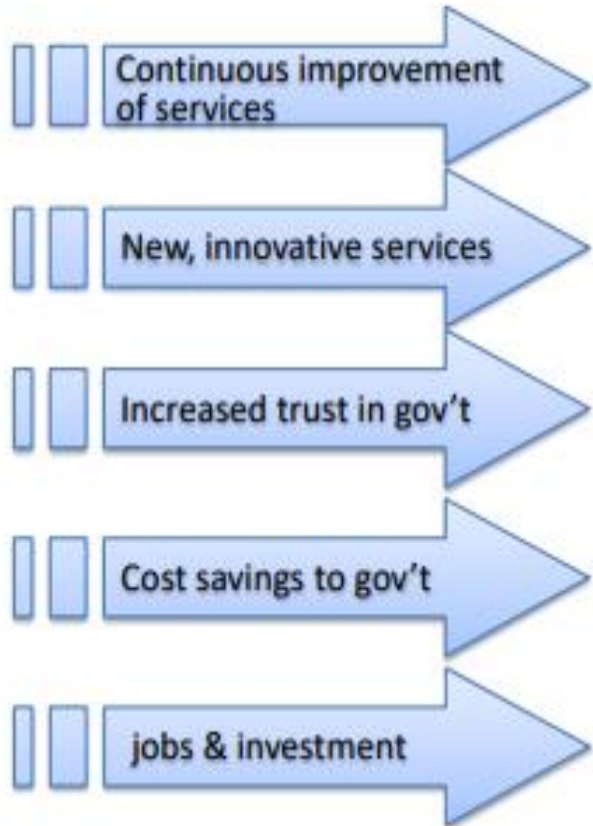 Continuous improvement
of services
New, innovative services
Increased trust in gov't
Cost savings to gov't
jobs & investment